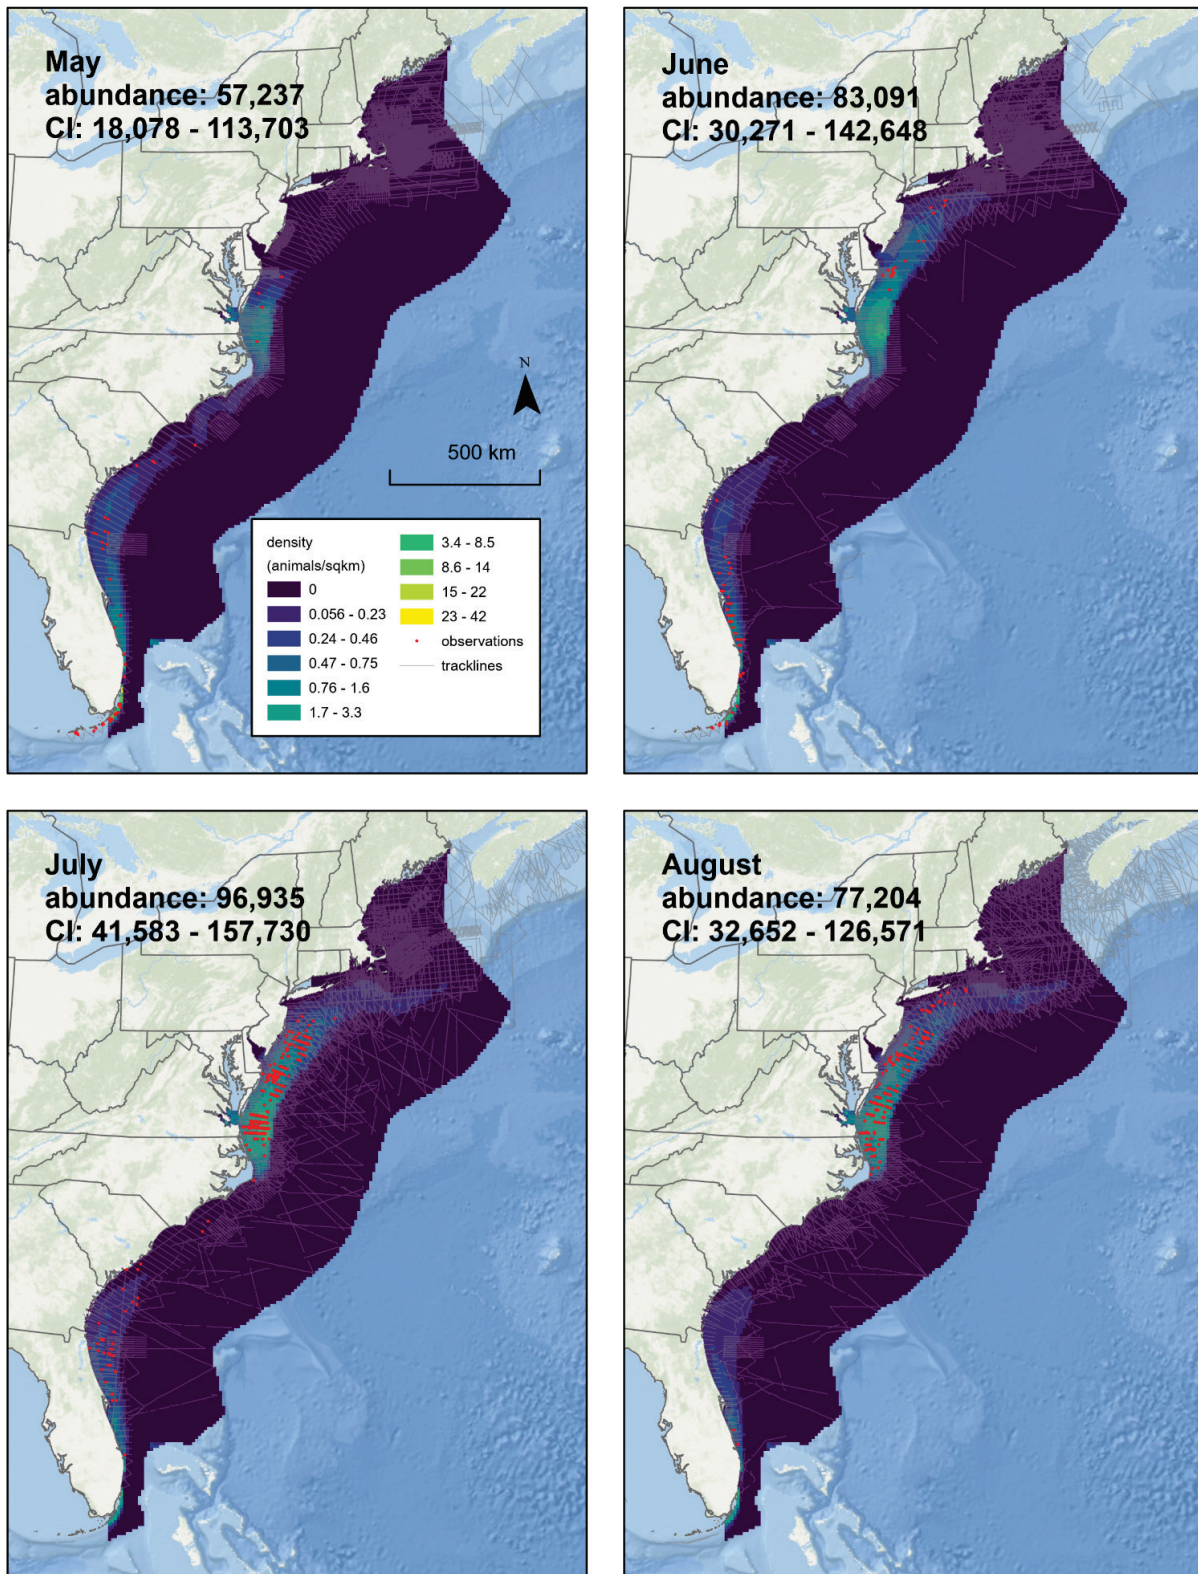 May
abundance: 57,237
CI: 18,078 - 113,703
N
500 km
density
(animals/sqkm)
0
0.056 - 0.23
0.24 - 0.46
0.47 - 0.75
0.76 - 1.6
1.7 - 3.3
3.4 - 8.5
8.6 - 14
15 - 22
23 - 42
observations
tracklines
June
abundance: 83,091
CI: 30,271 - 142,648
July
abundance: 96,935
CI: 41,583 - 157,730
August
abundance: 77,204
CI: 32,652 - 126,571